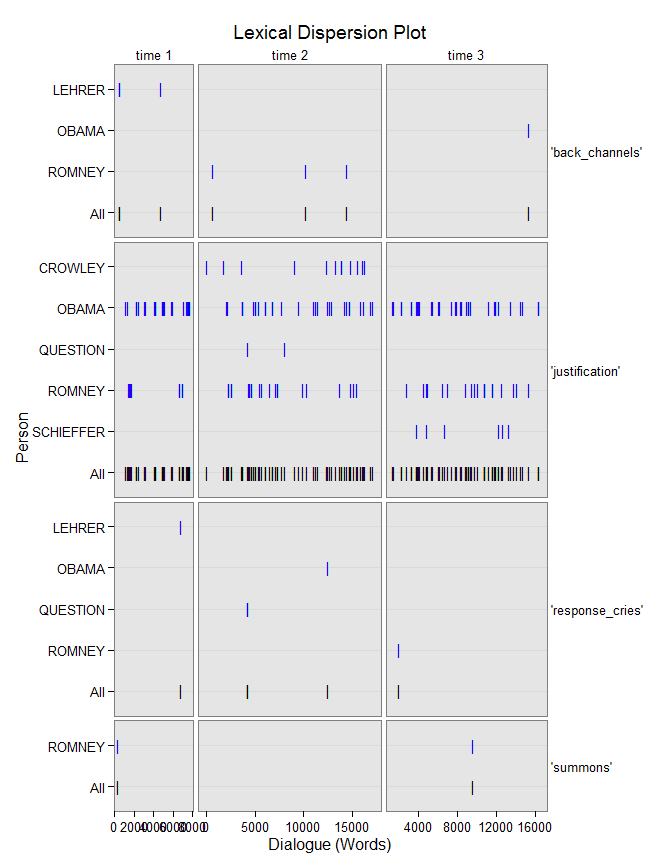 Lexical Dispersion Plot
time 1 time 2 time 3
LEHRER
OBAMA
ROMNEY
All
'back_channels'
CROWLEY
OBAMA
QUESTION
ROMNEY
SCHIEFFER
All
'justification'
Person
LEHRER
OBAMA
QUESTION
ROMNEY
All
'response_cries'
ROMNEY
All
'summons'
0 2000 4000 6000 8000 0 5000 10000 15000 4000 8000 12000 16000
Dialogue (Words)